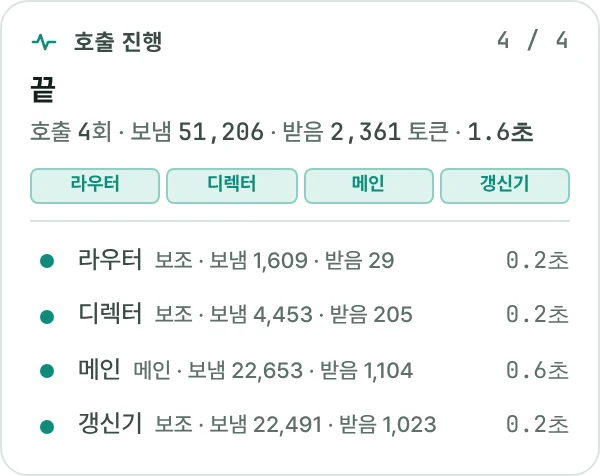 호출 진행 4 / 4
끝
호출 4회 · 보냄 51,206 · 받음 2,361 토큰 · 1.6초
라우터 디렉터 메인 갱신기
라우터 보조 · 보냄 1,609 · 받음 29 0.2초
디렉터 보조 · 보냄 4,453 · 받음 205 0.2초
메인 메인 · 보냄 22,653 · 받음 1,104 0.6초
갱신기 보조 · 보냄 22,491 · 받음 1,023 0.2초